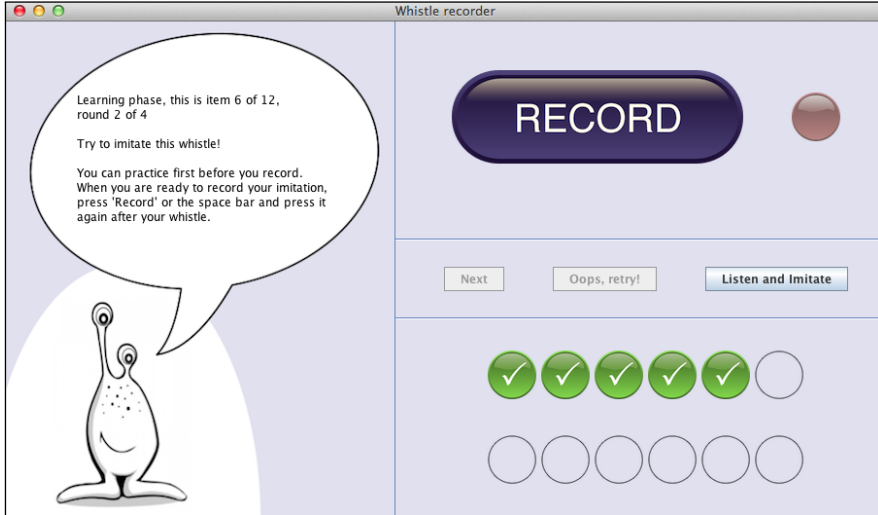 Whistle recorder
Learning phase, this is item 6 of 12,
round 2 of 4
Try to imitate this whistle!
You can practice first before you record.
When you are ready to record your imitation,
press 'Record' or the space bar and press it
again after your whistle.
RECORD
Next
Oops, retry!
Listen and Imitate